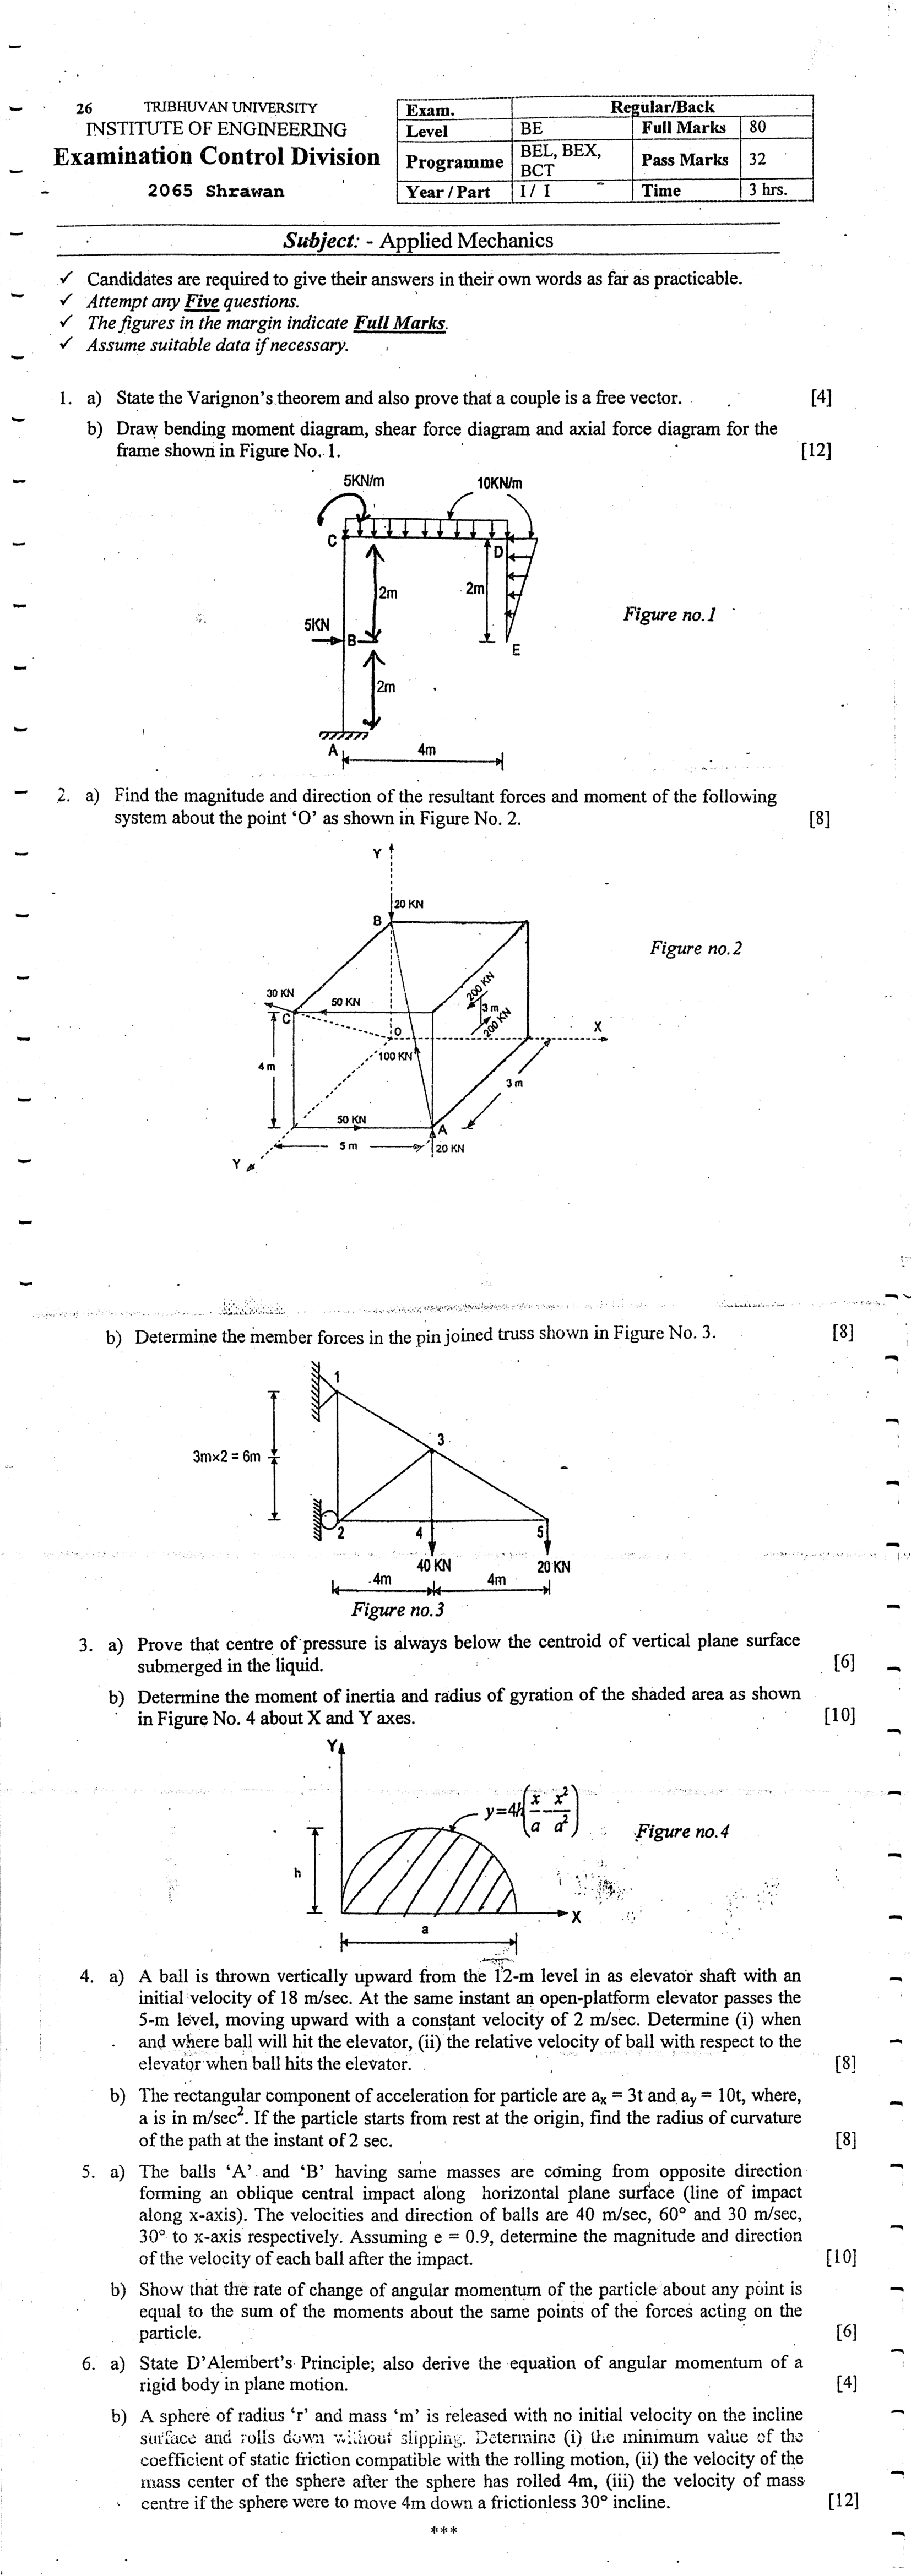 26 TRIBHUVAN UNIVERSITY
INSTITUTE OF ENGINEERING
Examination Control Division
2065 Shrawan
Exam. Regular/Back
Level BE Full Marks 80
Programme BEL, BEX, BCT Pass Marks 32
Year / Part I / I Time 3 hrs.
Subject: - Applied Mechanics
✓ Candidates are required to give their answers in their own words as far as practicable.
✓ Attempt any Five questions.
✓ The figures in the margin indicate Full Marks.
✓ Assume suitable data if necessary.
1. a) State the Varignon's theorem and also prove that a couple is a free vector. [4]
b) Draw bending moment diagram, shear force diagram and axial force diagram for the
frame shown in Figure No. 1. [12]
5KN/m 10KN/m
C D
2m 2m
Figure no.1
5KN B
E
2m
A 4m
2. a) Find the magnitude and direction of the resultant forces and moment of the following
system about the point 'O' as shown in Figure No. 2. [8]
Y
20 KN
B
Figure no.2
30 KN 50 KN 200 KN
C 3 m
O 200 KN X
100 KN
4 m
3 m
50 KN A
5 m 20 KN
Y
b) Determine the member forces in the pin joined truss shown in Figure No. 3. [8]
1
3
3m×2 = 6m
2 4 5
40 KN 20 KN
4m 4m
Figure no.3
3. a) Prove that centre of pressure is always below the centroid of vertical plane surface
submerged in the liquid. [6]
b) Determine the moment of inertia and radius of gyration of the shaded area as shown
in Figure No. 4 about X and Y axes. [10]
Y
y=4h(x/a - x²/a²)
Figure no.4
h
X
a
4. a) A ball is thrown vertically upward from the 12-m level in as elevator shaft with an
initial velocity of 18 m/sec. At the same instant an open-platform elevator passes the
5-m level, moving upward with a constant velocity of 2 m/sec. Determine (i) when
and where ball will hit the elevator, (ii) the relative velocity of ball with respect to the
elevator when ball hits the elevator. [8]
b) The rectangular component of acceleration for particle are aₓ = 3t and a_y = 10t, where,
a is in m/sec². If the particle starts from rest at the origin, find the radius of curvature
of the path at the instant of 2 sec. [8]
5. a) The balls 'A' and 'B' having same masses are coming from opposite direction
forming an oblique central impact along horizontal plane surface (line of impact
along x-axis). The velocities and direction of balls are 40 m/sec, 60° and 30 m/sec,
30° to x-axis respectively. Assuming e = 0.9, determine the magnitude and direction
of the velocity of each ball after the impact. [10]
b) Show that the rate of change of angular momentum of the particle about any point is
equal to the sum of the moments about the same points of the forces acting on the
particle. [6]
6. a) State D'Alembert's Principle; also derive the equation of angular momentum of a
rigid body in plane motion. [4]
b) A sphere of radius 'r' and mass 'm' is released with no initial velocity on the incline
surface and rolls down without slipping. Determine (i) the minimum value of the
coefficient of static friction compatible with the rolling motion, (ii) the velocity of the
mass center of the sphere after the sphere has rolled 4m, (iii) the velocity of mass
centre if the sphere were to move 4m down a frictionless 30° incline. [12]
***